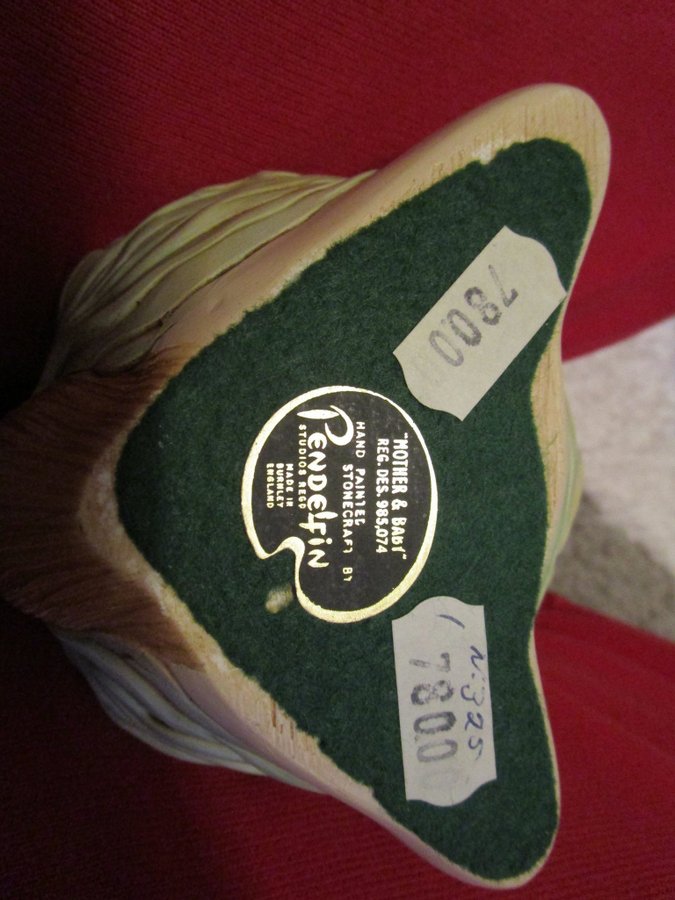 "MOTHER & BABY"
REG. DES. 985,074
HAND PAINTED
STONECRAFT BY
PENDELFIN
STUDIOS REGD
MADE IN
BURNLEY
ENGLAND
7800
N:325
7800